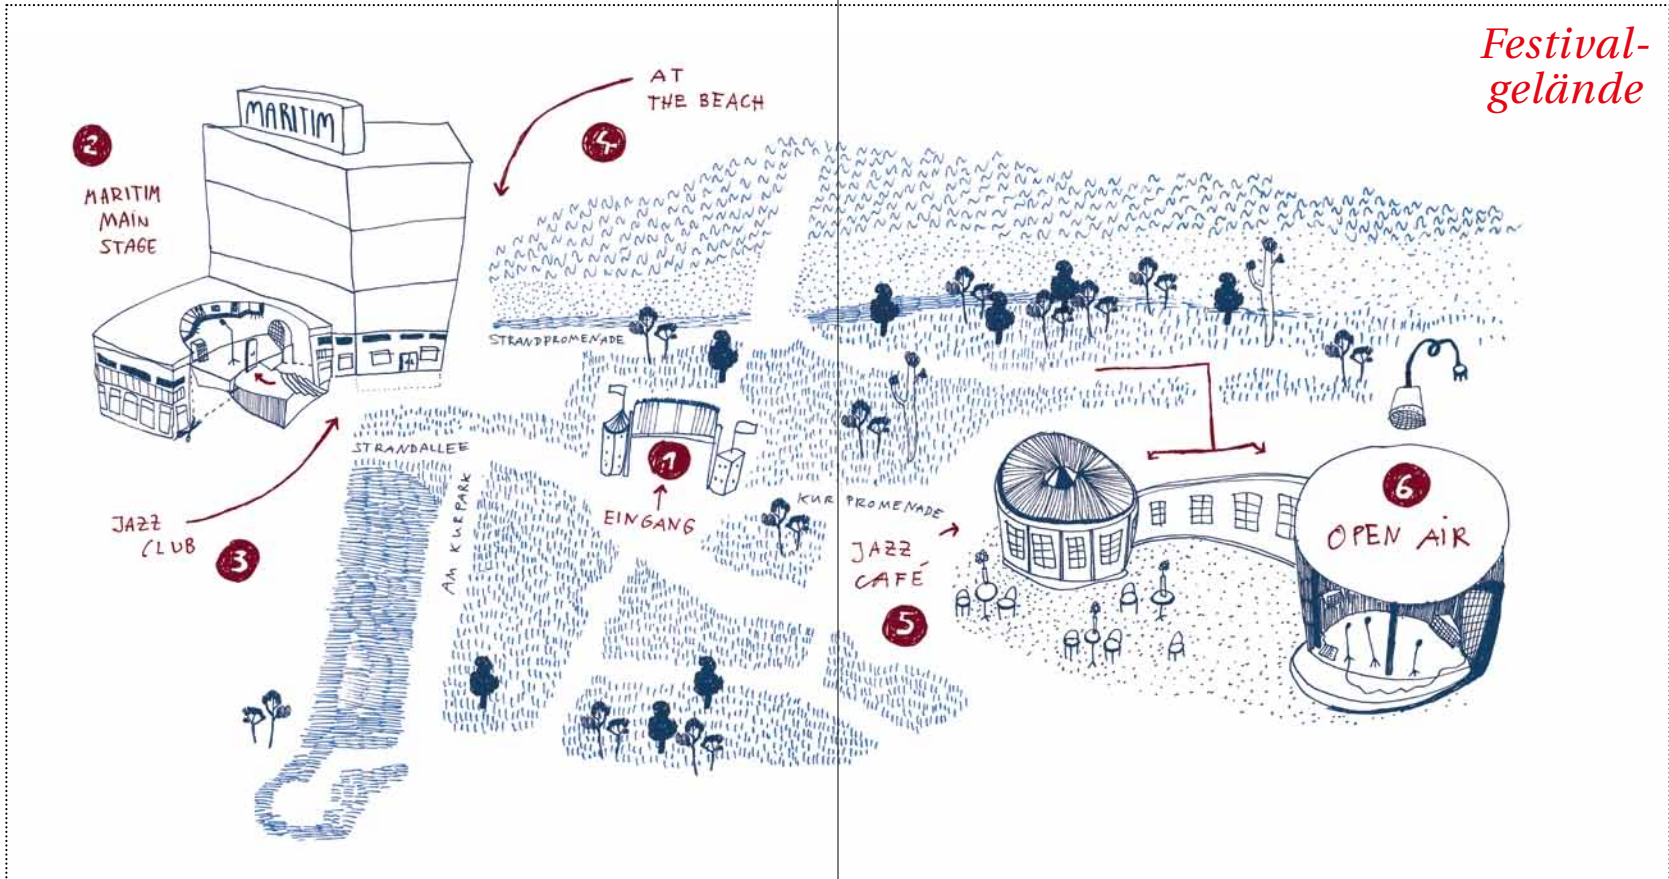 Festival-
gelände
MARITIM
2
MARITIM
MAIN
STAGE
AT
THE BEACH
4
STRANDPROMENADE
STRANDALLEE
AM KURPARK
1
EINGANG
JAZZ
CLUB
3
KURPROMENADE
JAZZ
CAFÉ
5
6
OPEN AIR